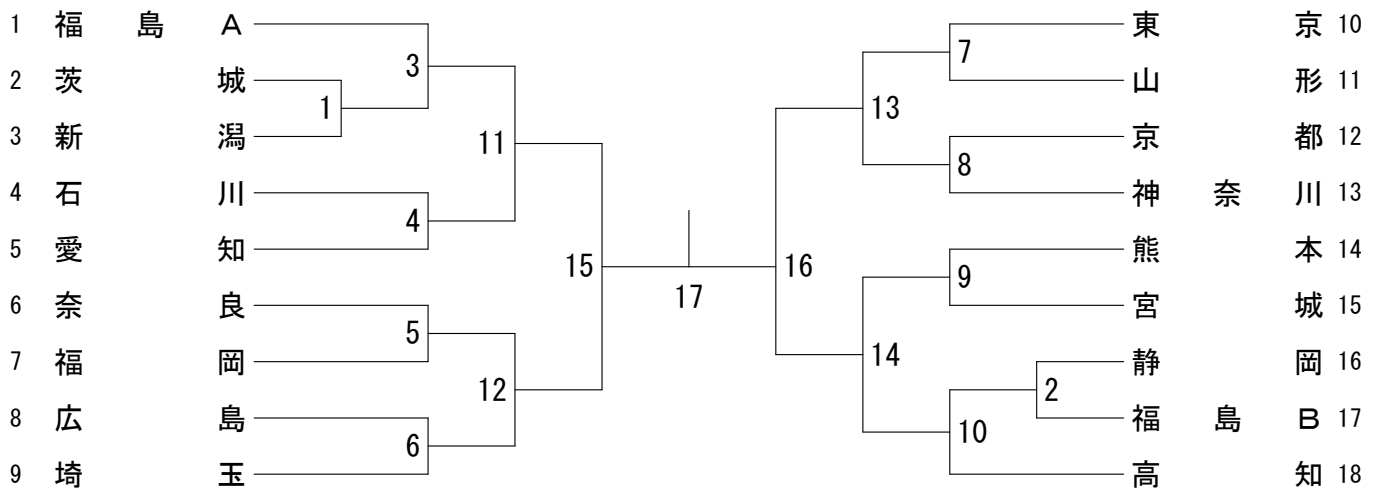 1 福島A
2 茨城
3 新潟
4 石川
5 愛知
6 奈良
7 福岡
8 広島
9 埼玉
3
1
11
4
15
5
12
6
17
7
13
8
16
9
14
2
10
東京 10
山形 11
京都 12
神奈川 13
熊本 14
宮城 15
静岡 16
福島B 17
高知 18